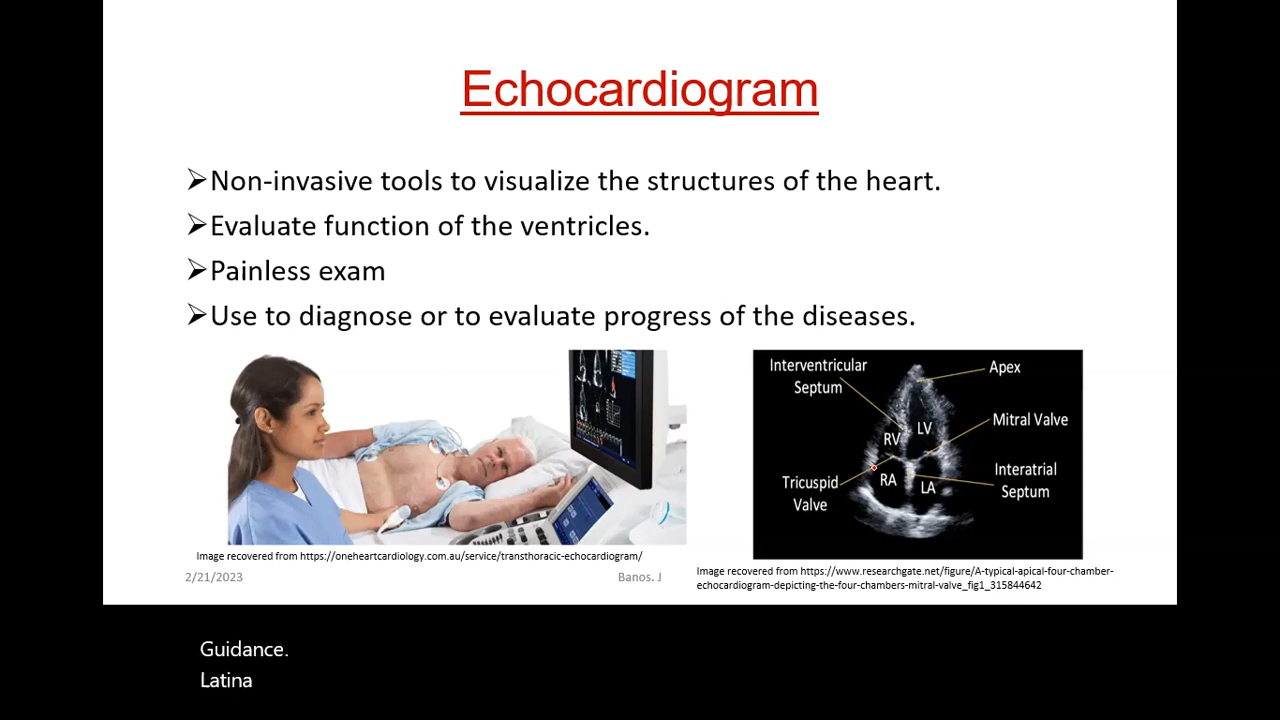 Echocardiogram
➢Non-invasive tools to visualize the structures of the heart.
➢Evaluate function of the ventricles.
➢Painless exam
➢Use to diagnose or to evaluate progress of the diseases.
Interventricular
Septum
Apex
Mitral Valve
RV
LV
Tricuspid
Valve
RA
LA
Interatrial
Septum
Image recovered from https://oneheartcardiology.com.au/service/transthoracic-echocardiogram/
Image recovered from https://www.researchgate.net/figure/A-typical-apical-four-chamber-
echocardiogram-depicting-the-four-chambers-mitral-valve_fig1_315844642
2/21/2023
Banos. J
Guidance.
Latina